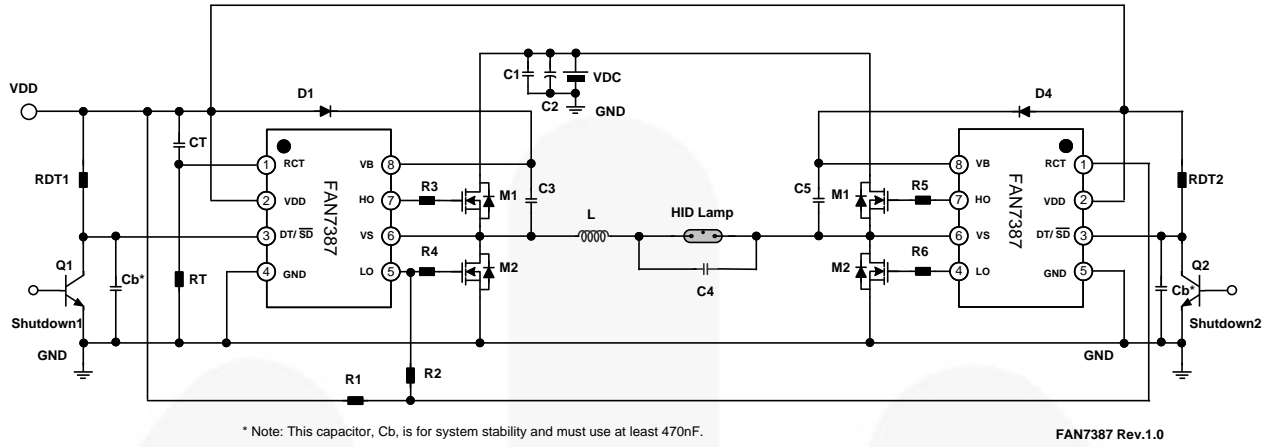 VDD
D1
C1
C2
VDC
GND
D4
CT
RDT1
1
RCT
2
VDD
3
DT/SD
4
GND
FAN7387
VB
8
HO
7
VS
6
LO
5
R3
M1
C3
R4
M2
L
HID Lamp
C4
C5
M1
R5
M2
R6
8
VB
7
HO
6
VS
4
LO
FAN7387
RCT
1
VDD
2
DT/SD
3
GND
5
RDT2
Q1
Cb*
RT
Shutdown1
GND
Q2
Cb*
Shutdown2
GND
R1
R2
* Note: This capacitor, Cb, is for system stability and must use at least 470nF.
FAN7387 Rev.1.0